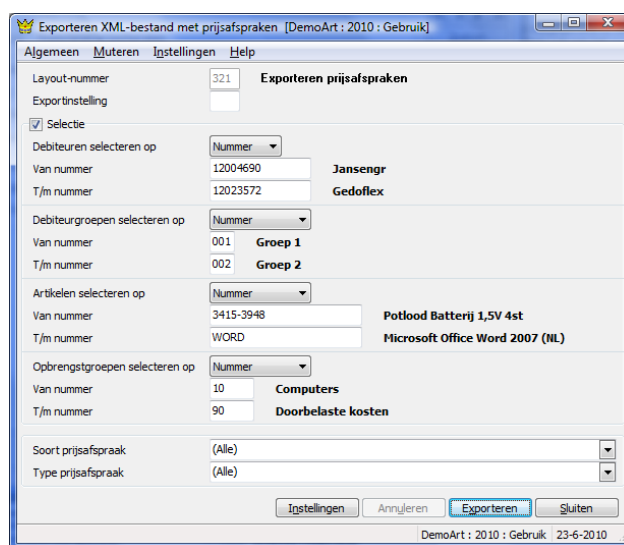 Exporteren XML-bestand met prijsafspraken [DemoArt : 2010 : Gebruik]
Algemeen Muteren Instellingen Help
Layout-nummer 321 Exporteren prijsafspraken
Exportinstelling
Selectie
Debiteuren selecteren op Nummer
Van nummer 12004690 Jansengr
T/m nummer 12023572 Gedoflex
Debiteurgroepen selecteren op Nummer
Van nummer 001 Groep 1
T/m nummer 002 Groep 2
Artikelen selecteren op Nummer
Van nummer 3415-3948 Potlood Batterij 1,5V 4st
T/m nummer WORD Microsoft Office Word 2007 (NL)
Opbrengstgroepen selecteren op Nummer
Van nummer 10 Computers
T/m nummer 90 Doorbelaste kosten
Soort prijsafspraak (Alle)
Type prijsafspraak (Alle)
Instellingen Annuleren Exporteren Sluiten
DemoArt : 2010 : Gebruik 23-6-2010